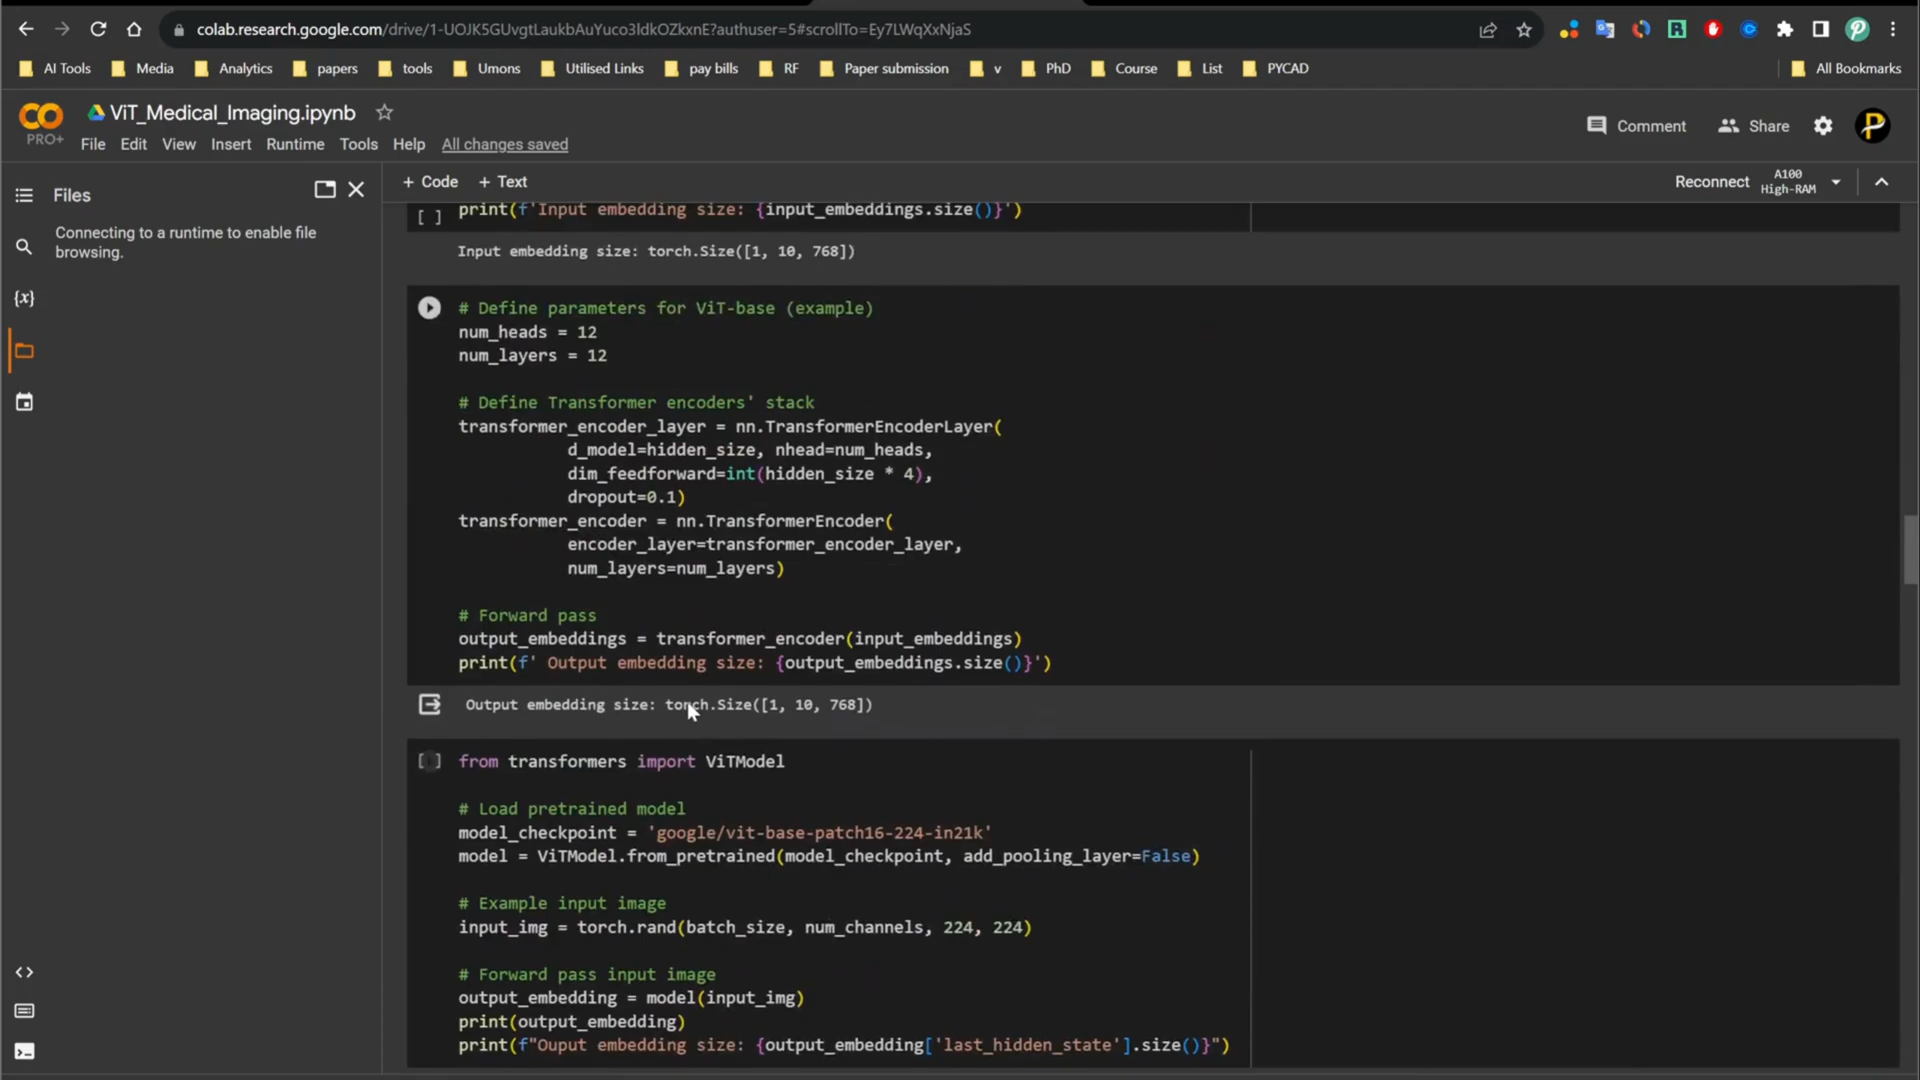 colab.research.google.com/drive/1-UOJK5GUvgtLaukbAuYuco3ldkOZkxnE?authuser=5#scrollTo=Ey7LWqXxNjaS
AI Tools Media Analytics papers tools Umons Utilised Links pay bills RF Paper submission v PhD Course List PYCAD All Bookmarks
ViT_Medical_Imaging.ipynb
PRO+
File Edit View Insert Runtime Tools Help All changes saved
Comment Share
Files
Connecting to a runtime to enable file
browsing.
+ Code + Text
Reconnect A100
High-RAM
[ ] print(f'Input embedding size: {input_embeddings.size()}')
Input embedding size: torch.Size([1, 10, 768])
# Define parameters for ViT-base (example)
num_heads = 12
num_layers = 12
# Define Transformer encoders' stack
transformer_encoder_layer = nn.TransformerEncoderLayer(
d_model=hidden_size, nhead=num_heads,
dim_feedforward=int(hidden_size * 4),
dropout=0.1)
transformer_encoder = nn.TransformerEncoder(
encoder_layer=transformer_encoder_layer,
num_layers=num_layers)
# Forward pass
output_embeddings = transformer_encoder(input_embeddings)
print(f' Output embedding size: {output_embeddings.size()}')
Output embedding size: torch.Size([1, 10, 768])
[ ] from transformers import ViTModel
# Load pretrained model
model_checkpoint = 'google/vit-base-patch16-224-in21k'
model = ViTModel.from_pretrained(model_checkpoint, add_pooling_layer=False)
# Example input image
input_img = torch.rand(batch_size, num_channels, 224, 224)
# Forward pass input image
output_embedding = model(input_img)
print(output_embedding)
print(f"Ouput embedding size: {output_embedding['last_hidden_state'].size()}")